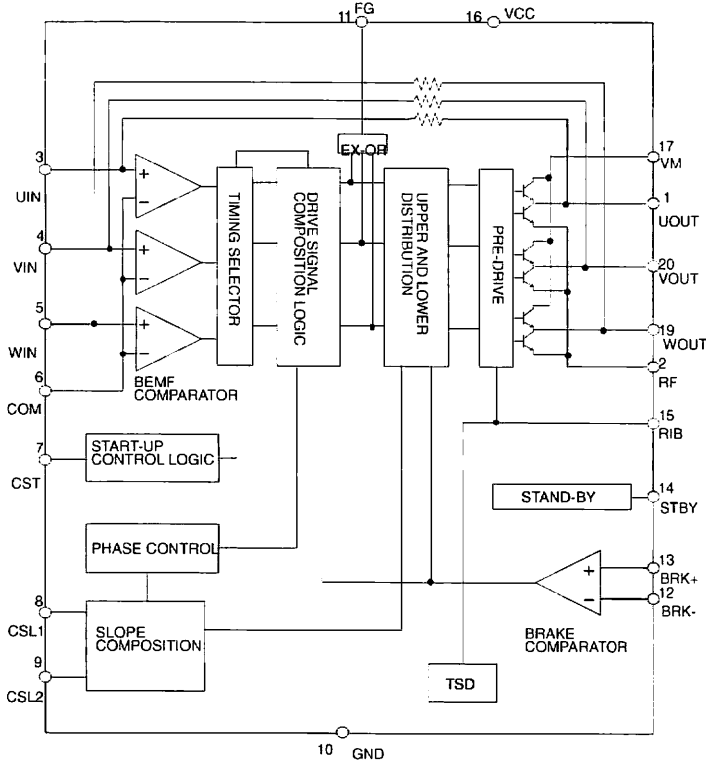 11 FG
16 VCC
3
UIN
4
VIN
5
WIN
6
COM
7
CST
8
CSL1
9
CSL2
10 GND
17
VM
1
UOUT
20
VOUT
19
WOUT
2
RF
15
RIB
14
STBY
13
BRK+
12
BRK-
EX-OR
+
−
+
−
+
−
BEMF
COMPARATOR
TIMING SELECTOR
DRIVE SIGNAL
COMPOSITION LOGIC
UPPER AND LOWER
DISTRIBUTION
PRE-DRIVE
START-UP
CONTROL LOGIC
STAND-BY
PHASE CONTROL
SLOPE
COMPOSITION
+
−
BRAKE
COMPARATOR
TSD